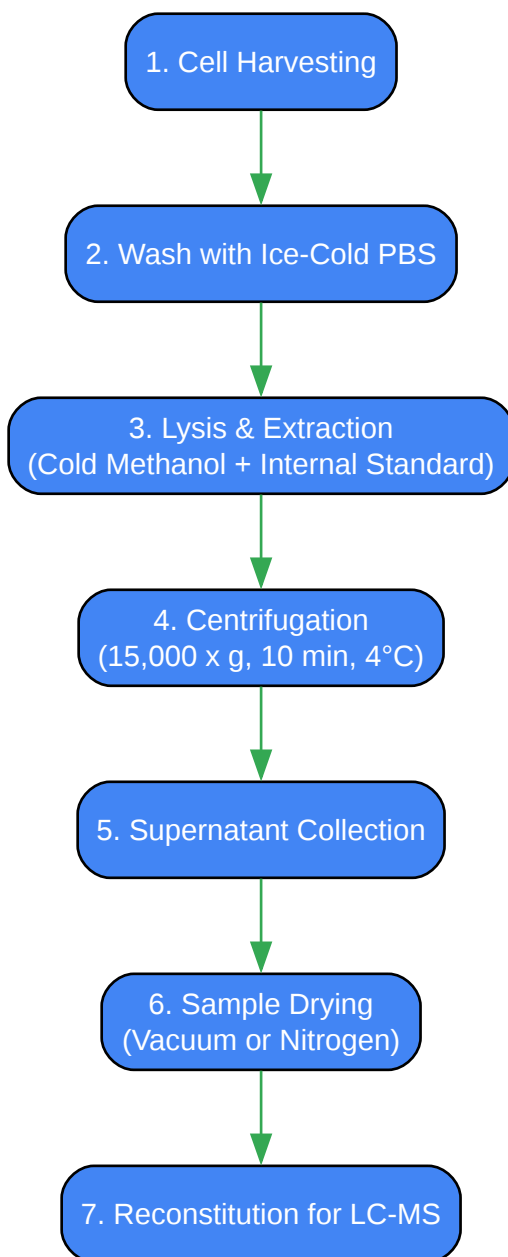 1. Cell Harvesting
2. Wash with Ice-Cold PBS
3. Lysis & Extraction
(Cold Methanol + Internal Standard)
4. Centrifugation
(15,000 x g, 10 min, 4°C)
5. Supernatant Collection
6. Sample Drying
(Vacuum or Nitrogen)
7. Reconstitution for LC-MS